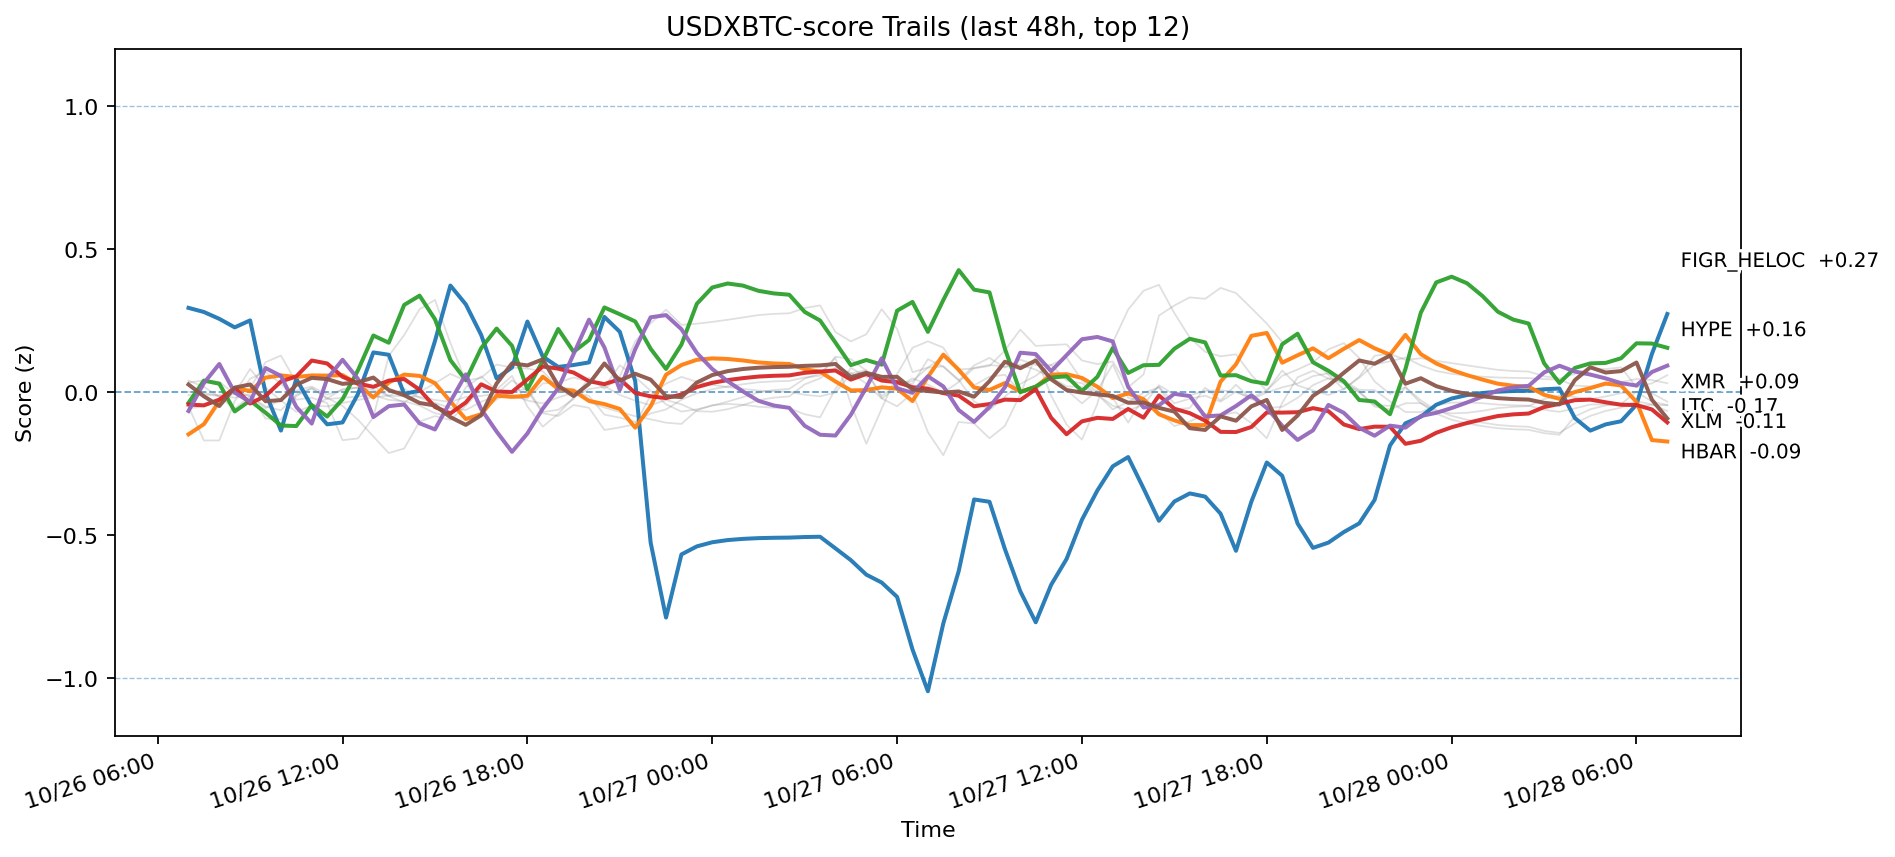 USDXBTC-score Trails (last 48h, top 12)
Score (z)
1.0
0.5
0.0
−0.5
−1.0
FIGR_HELOC +0.27
HYPE +0.16
XMR +0.09
LTC -0.17
XLM -0.11
HBAR -0.09
10/26 06:00
10/26 12:00
10/26 18:00
10/27 00:00
10/27 06:00
10/27 12:00
10/27 18:00
10/28 00:00
10/28 06:00
Time